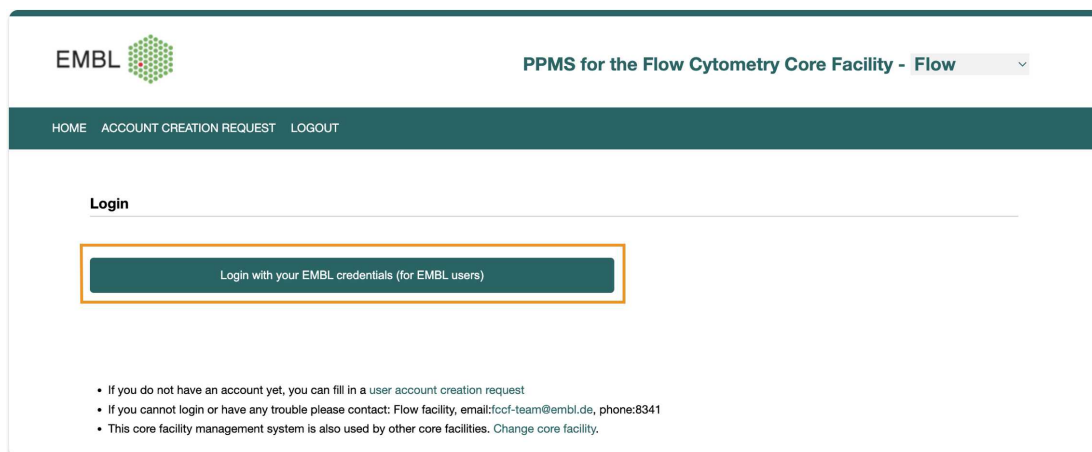 EMBL
PPMS for the Flow Cytometry Core Facility - Flow
HOME ACCOUNT CREATION REQUEST LOGOUT
Login
Login with your EMBL credentials (for EMBL users)
• If you do not have an account yet, you can fill in a user account creation request
• If you cannot login or have any trouble please contact: Flow facility, email:fccf-team@embl.de, phone:8341
• This core facility management system is also used by other core facilities. Change core facility.